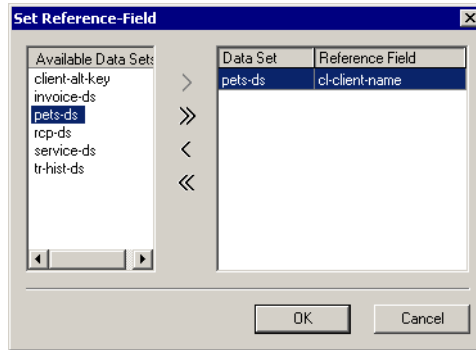 Set Reference-Field
Available Data Sets
client-alt-key
invoice-ds
pets-ds
rcp-ds
service-ds
tr-hist-ds
>
>>
<
<<
Data Set Reference Field
pets-ds cl-client-name
OK Cancel